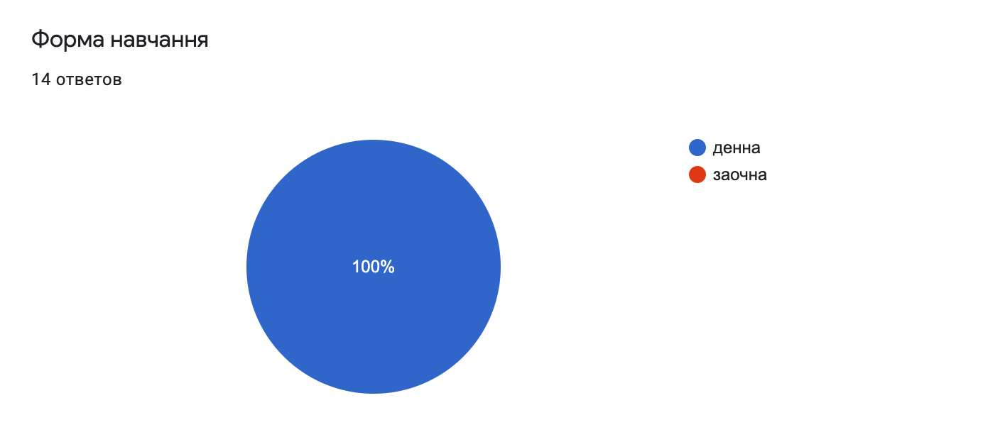 Форма навчання
14 ответов
денна
заочна
100%